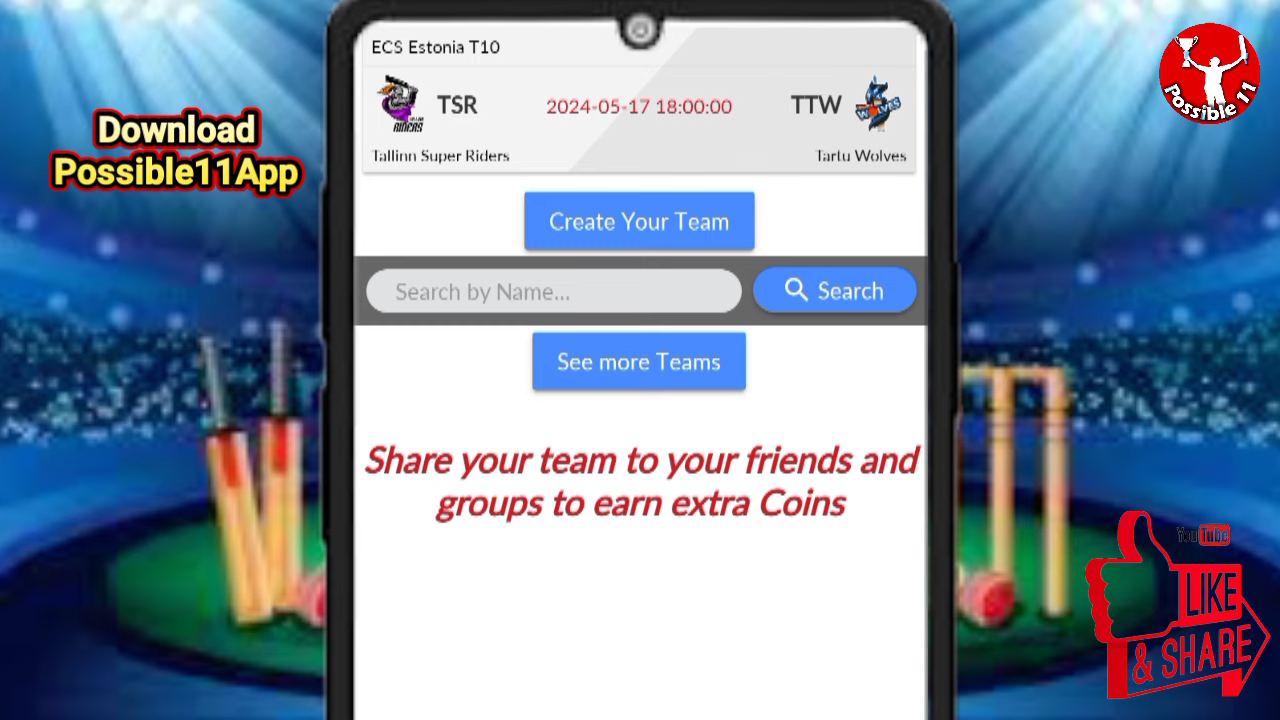 ECS Estonia T10
TSR
2024-05-17 18:00:00
TTW
WOLVES
RIDERS
Tallinn Super Riders
Tartu Wolves
Download
Possible11App
Possible 11
Create Your Team
Search by Name...
Search
See more Teams
Share your team to your friends and
groups to earn extra Coins
YouTube
LIKE
& SHARE